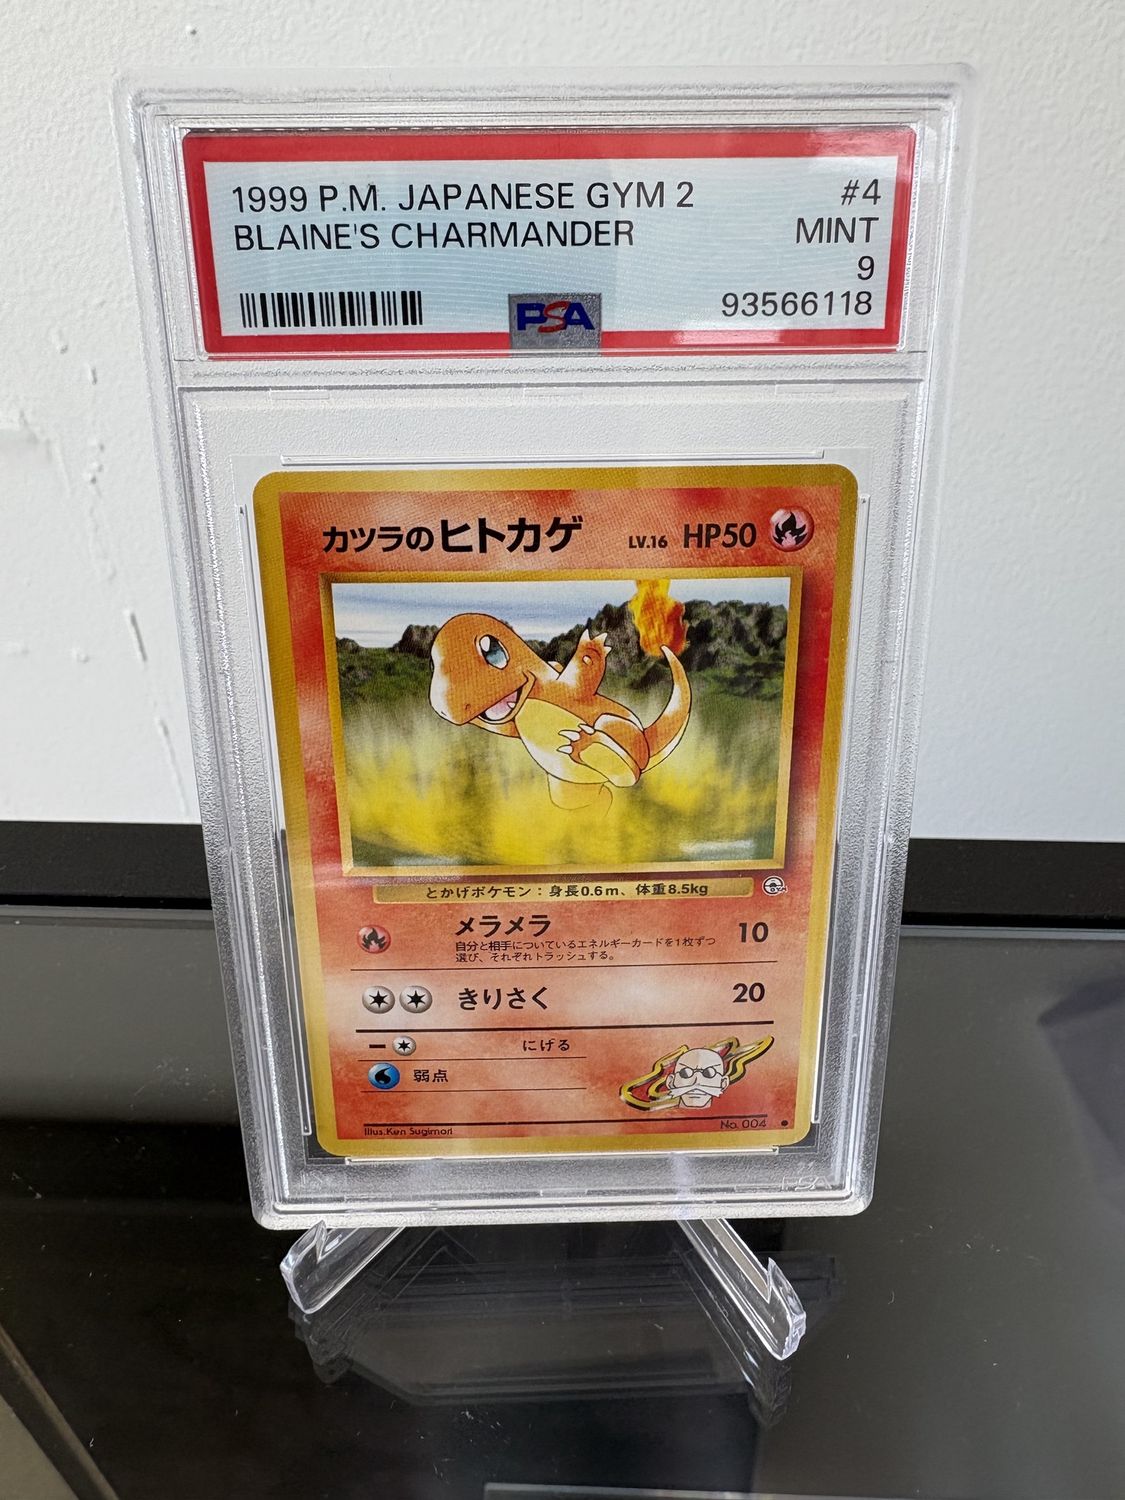 1999 P.M. JAPANESE GYM 2 #4
BLAINE'S CHARMANDER MINT
9
PSA 93566118
カツラのヒトカゲ LV.16 HP50
とかげポケモン：身長0.6m、体重8.5kg
GYM
メラメラ 10
自分と相手についているエネルギーカードを1枚ずつ
選び、それぞれトラッシュする。
きりさく 20
ー にげる
弱点
Illus.Ken Sugimori No. 004 ●
PSA